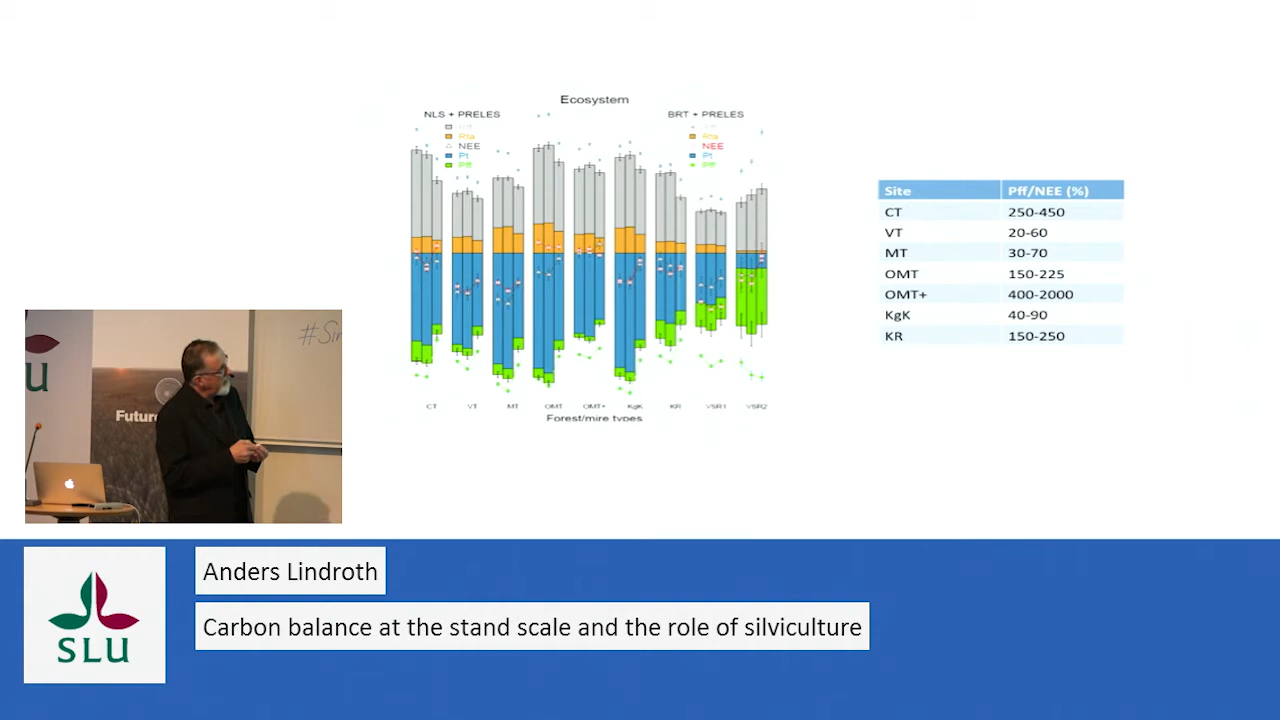 Ecosystem
NLS + PRELES
BRT + PRELES
Rta
NEE
Pt
Pff
Rta
NEE
Pt
Pff
CT VT MT OMT OMT+ KgK KR VSR1 VSR2
Forest/mire types
Site Pff/NEE (%)
CT 250-450
VT 20-60
MT 30-70
OMT 150-225
OMT+ 400-2000
KgK 40-90
KR 150-250
Future
Anders Lindroth
Carbon balance at the stand scale and the role of silviculture
SLU